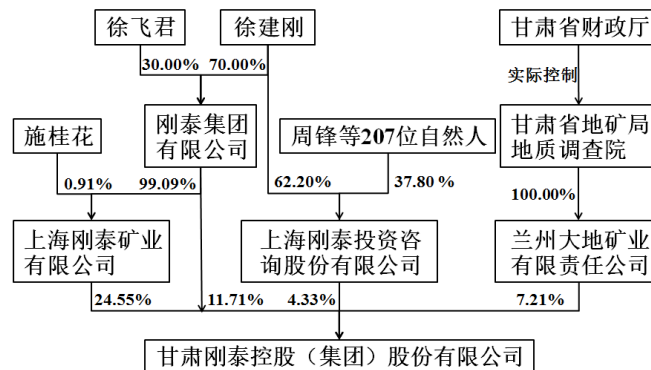 徐飞君
徐建刚
甘肃省财政厅
30.00%
70.00%
实际控制
施桂花
刚泰集团
有限公司
周锋等207位自然人
甘肃省地矿局
地质调查院
0.91%
99.09%
62.20%
37.80 %
100.00%
上海刚泰矿业
有限公司
上海刚泰投资咨
询股份有限公司
兰州大地矿业
有限责任公司
24.55%
11.71%
4.33%
7.21%
甘肃刚泰控股（集团）股份有限公司